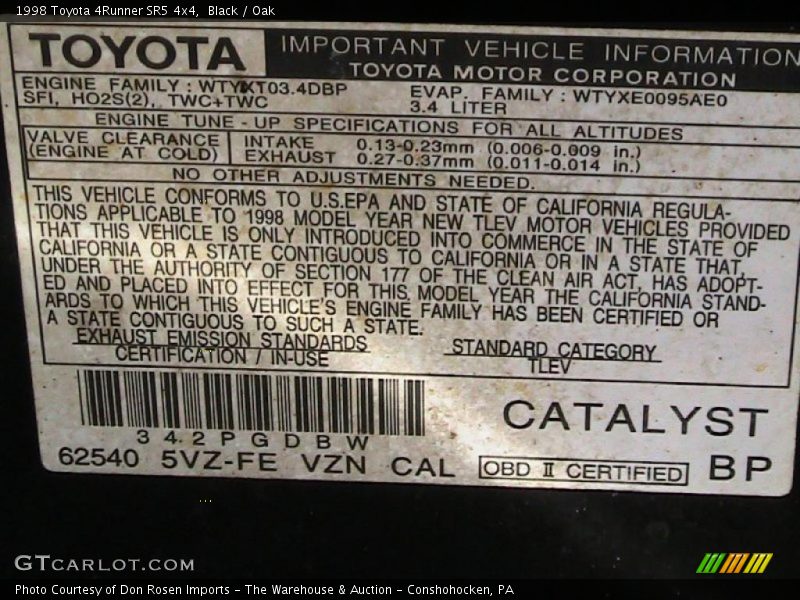 1998 Toyota 4Runner SR5 4x4, Black / Oak
TOYOTA
IMPORTANT VEHICLE INFORMATION
TOYOTA MOTOR CORPORATION
ENGINE FAMILY : WTYXT03.4DBP
SFI, HO2S(2), TWC+TWC
EVAP. FAMILY : WTYXE0095AE0
3.4 LITER
ENGINE TUNE - UP SPECIFICATIONS FOR ALL ALTITUDES
VALVE CLEARANCE
(ENGINE AT COLD)
INTAKE 0.13-0.23mm (0.006-0.009 in.)
EXHAUST 0.27-0.37mm (0.011-0.014 in.)
NO OTHER ADJUSTMENTS NEEDED.
THIS VEHICLE CONFORMS TO U.S.EPA AND STATE OF CALIFORNIA REGULA-
TIONS APPLICABLE TO 1998 MODEL YEAR NEW TLEV MOTOR VEHICLES PROVIDED
THAT THIS VEHICLE IS ONLY INTRODUCED INTO COMMERCE IN THE STATE OF
CALIFORNIA OR A STATE CONTIGUOUS TO CALIFORNIA OR IN A STATE THAT,
UNDER THE AUTHORITY OF SECTION 177 OF THE CLEAN AIR ACT, HAS ADOPT-
ED AND PLACED INTO EFFECT FOR THIS MODEL YEAR THE CALIFORNIA STAND-
ARDS TO WHICH THIS VEHICLE'S ENGINE FAMILY HAS BEEN CERTIFIED OR
A STATE CONTIGUOUS TO SUCH A STATE.
EXHAUST EMISSION STANDARDS
CERTIFICATION / IN-USE
STANDARD CATEGORY
TLEV
342PGDBW
CATALYST
62540 5VZ-FE VZN CAL OBD II CERTIFIED BP
GTCARLOT.COM
Photo Courtesy of Don Rosen Imports - The Warehouse & Auction - Conshohocken, PA